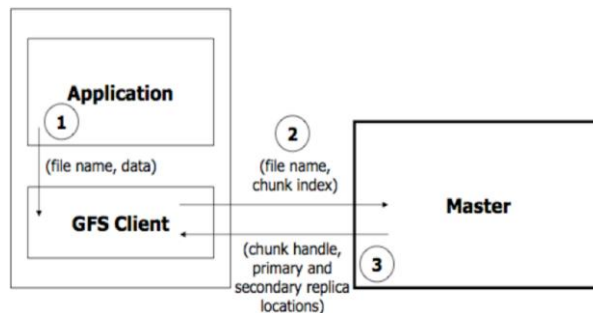 Application
1
(file name, data)
GFS Client
2
(file name,
chunk index)
(chunk handle,
primary and
secondary replica
locations)
3
Master